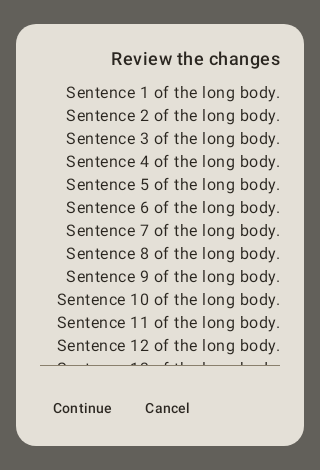 Review the changes
Sentence 1 of the long body.
Sentence 2 of the long body.
Sentence 3 of the long body.
Sentence 4 of the long body.
Sentence 5 of the long body.
Sentence 6 of the long body.
Sentence 7 of the long body.
Sentence 8 of the long body.
Sentence 9 of the long body.
Sentence 10 of the long body.
Sentence 11 of the long body.
Sentence 12 of the long body.
Continue
Cancel